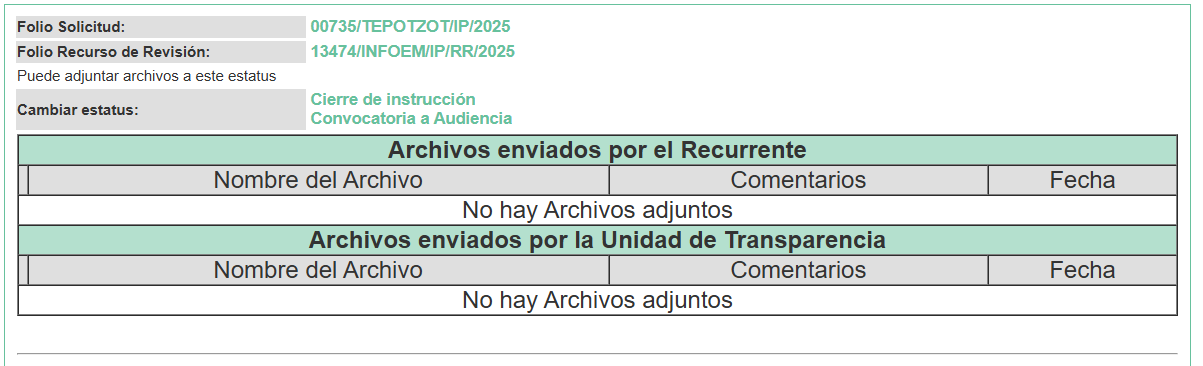 Folio Solicitud: 00735/TEPOTZOT/IP/2025
Folio Recurso de Revisión: 13474/INFOEM/IP/RR/2025
Puede adjuntar archivos a este estatus
Cambiar estatus: Cierre de instrucción
Convocatoria a Audiencia
Archivos enviados por el Recurrente
Nombre del Archivo Comentarios Fecha
No hay Archivos adjuntos
Archivos enviados por la Unidad de Transparencia
Nombre del Archivo Comentarios Fecha
No hay Archivos adjuntos